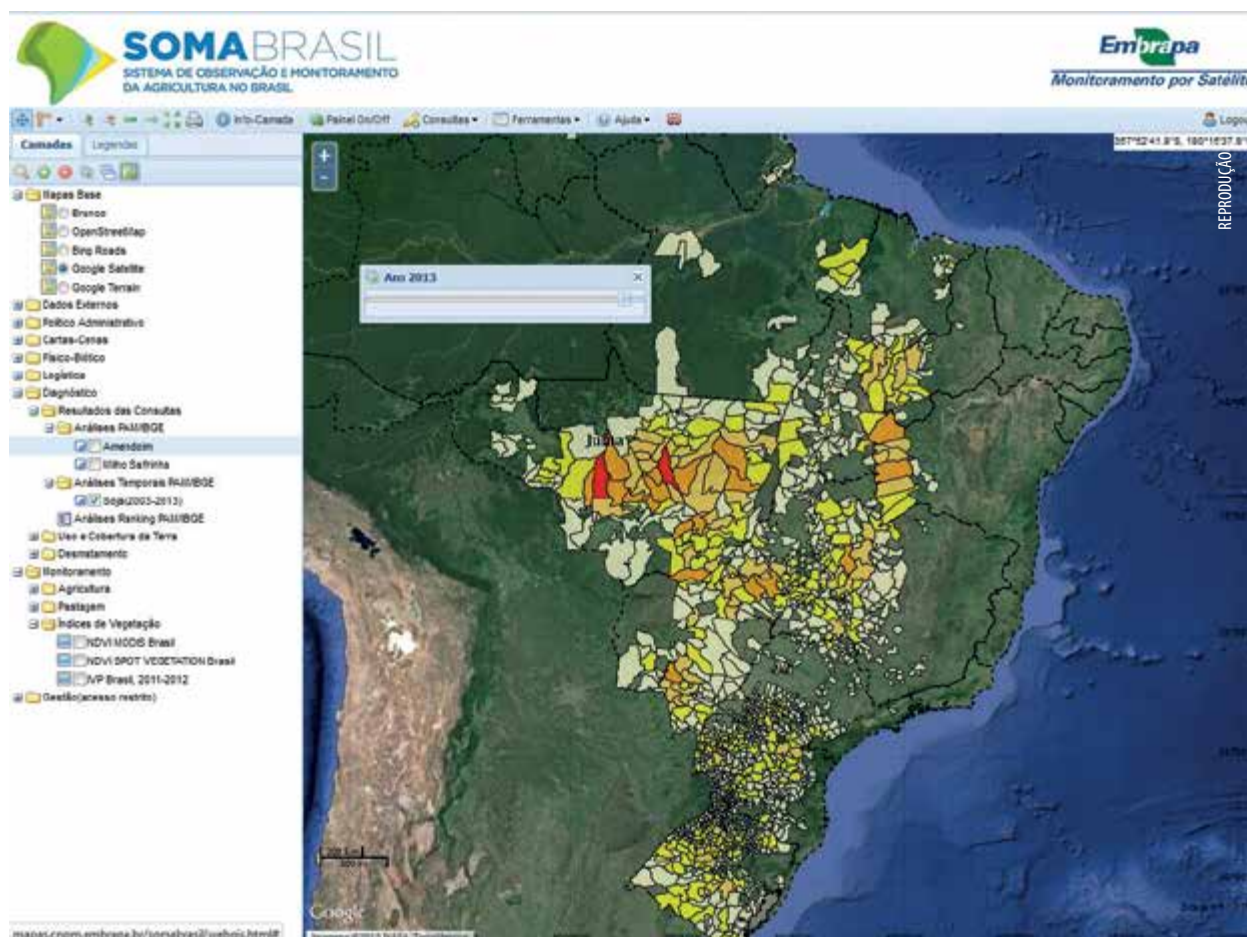 SOMABRASIL
SISTEMA DE OBSERVAÇÃO E MONITORAMENTO
DA AGRICULTURA NO BRASIL
Embrapa
Monitoramento por Satélite
Info-Camada Painel On/Off Consultas Ferramentas Ajuda Logou
Camadas Legendas
REPRODUÇÃO
Mapas Base
Branco
OpenStreetMap
Bing Roads
Google Satellite
Google Terrain
Dados Externos
Político Administrativo
Cartas-Cenas
Físico-Biótico
Logística
Diagnóstico
Resultados das Consultas
Análises PAM/IBGE
Amendoim
Milho Safrinha
Análises Temporais PAM/IBGE
Soja(2003-2013)
Análises Ranking PAM/IBGE
Uso e Cobertura da Terra
Desmatamento
Monitoramento
Agricultura
Pastagem
Índices de Vegetação
NDVI MODIS Brasil
NDVI SPOT VEGETATION Brasil
IVP Brasil, 2011-2012
Gestão(acesso restrito)
Ano 2013
Google